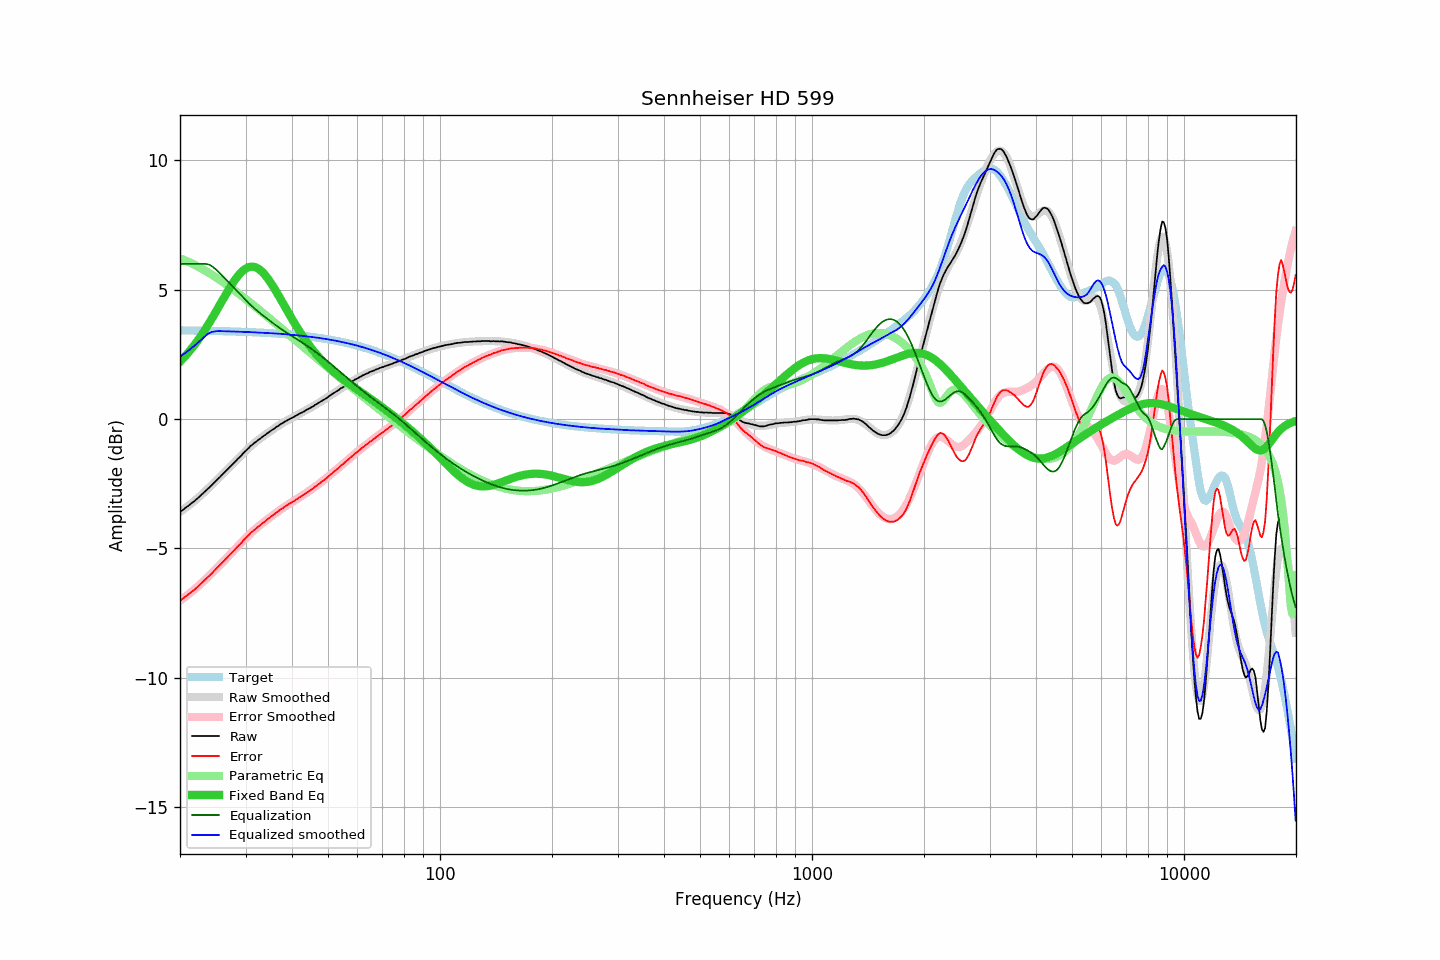 Sennheiser HD 599
10
5
0
−5
−10
−15
Amplitude (dBr)
Target
Raw Smoothed
Error Smoothed
Raw
Error
Parametric Eq
Fixed Band Eq
Equalization
Equalized smoothed
100
1000
10000
Frequency (Hz)